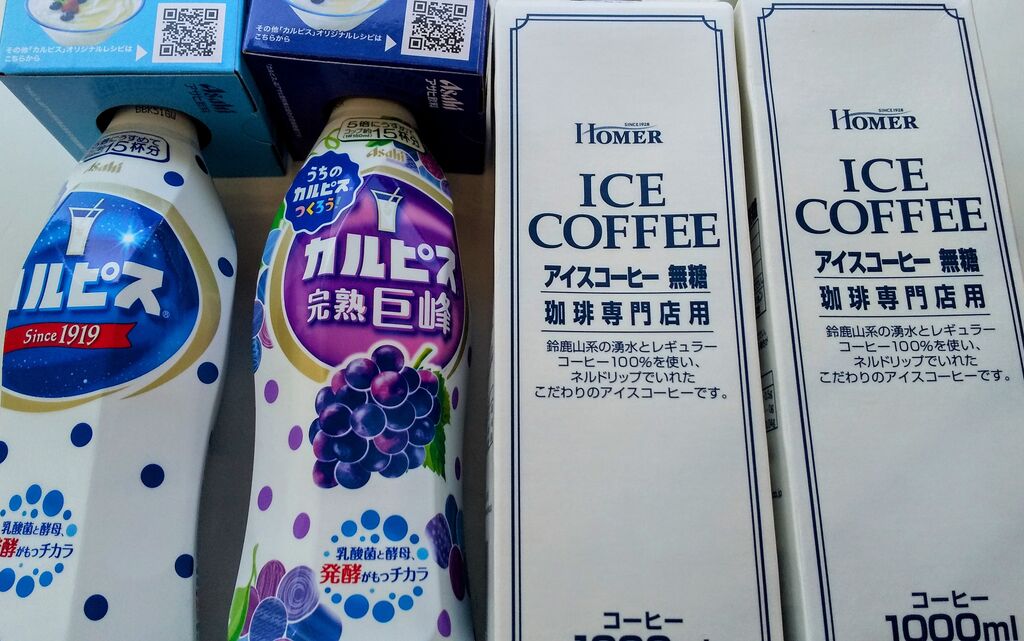 その他「カルピス」オリジナルレシピは
こちらから
Asahi
アサヒ飲料
その他「カルピス」オリジナルレシピは
こちらから
Asahi
アサヒ飲料
5倍にうすめて
15杯分
Asahi
ルピス
Since 1919
乳酸菌と酵母、
発酵がもつチカラ
5倍にうすめて
コップ約15杯分
Asahi
うちの
カルピス
つくろう!
カルピス
完熟巨峰
乳酸菌と酵母、
発酵がもつチカラ
SINCE 1928
HOMER
ICE
COFFEE
アイスコーヒー 無糖
珈琲専門店用
鈴鹿山系の湧水とレギュラー
コーヒー100%を使い、
ネルドリップでいれた
こだわりのアイスコーヒーです。
コーヒー
1000ml
SINCE 1928
HOMER
ICE
COFFEE
アイスコーヒー 無糖
珈琲専門店用
鈴鹿山系の湧水とレギュラー
コーヒー100%を使い、
ネルドリップでいれた
こだわりのアイスコーヒーです。
コーヒー
1000ml